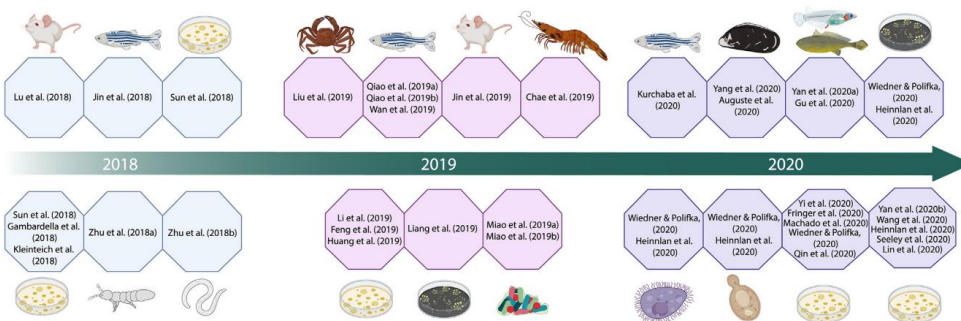 Lu et al. (2018)
Jin et al. (2018)
Sun et al. (2018)
Liu et al. (2019)
Qiao et al. (2019a)
Qiao et al. (2019b)
Wan et al. (2019)
Jin et al. (2019)
Chae et al. (2019)
Kurchaba et al.
(2020)
Yang et al. (2020)
Auguste et al.
(2020)
Yan et al. (2020a)
Gu et al. (2020)
Wiedner & Polifka,
(2020)
Heinnlan et al.
(2020)
2018
2019
2020
Sun et al. (2018)
Gambardella et al.
(2018)
Kleinteich et al.
(2018)
Zhu et al. (2018a)
Zhu et al. (2018b)
Li et al. (2019)
Feng et al. (2019)
Huang et al. (2019)
Liang et al. (2019)
Miao et al. (2019a)
Miao et al. (2019b)
Wiedner & Polifka,
(2020)
Heinnlan et al.
(2020)
Wiedner & Polifka,
(2020)
Heinnlan et al.
(2020)
Yi et al. (2020)
Fringer et al. (2020)
Machado et al. (2020)
Wiedner & Polifka,
(2020)
Qin et al. (2020)
Yan et al. (2020b)
Wang et al. (2020)
Heinnlan et al.
(2020)
Seeley et al. (2020)
Lin et al. (2020)